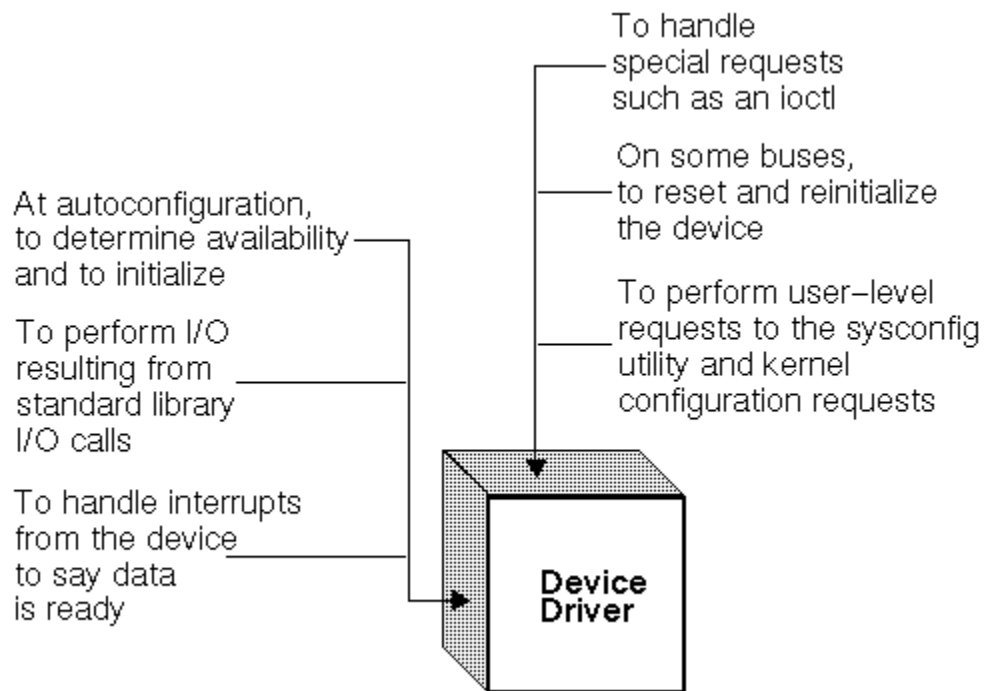 To handle
special requests
such as an ioctl
On some buses,
to reset and reinitialize
the device
To perform user–level
requests to the sysconfig
utility and kernel
configuration requests
At autoconfiguration,
to determine availability
and to initialize
To perform I/O
resulting from
standard library
I/O calls
To handle interrupts
from the device
to say data
is ready
Device
Driver